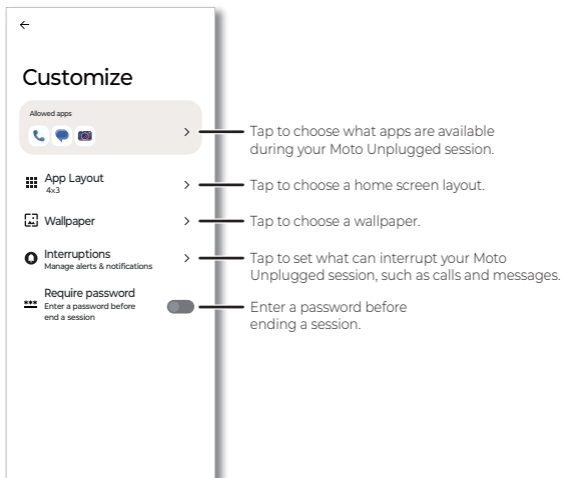 Customize
Allowed apps
Tap to choose what apps are available
during your Moto Unplugged session.
App Layout
4x3
Tap to choose a home screen layout.
Wallpaper
Tap to choose a wallpaper.
Interruptions
Manage alerts & notifications
Tap to set what can interrupt your Moto
Unplugged session, such as calls and messages.
Require password
Enter a password before
end a session
Enter a password before
ending a session.